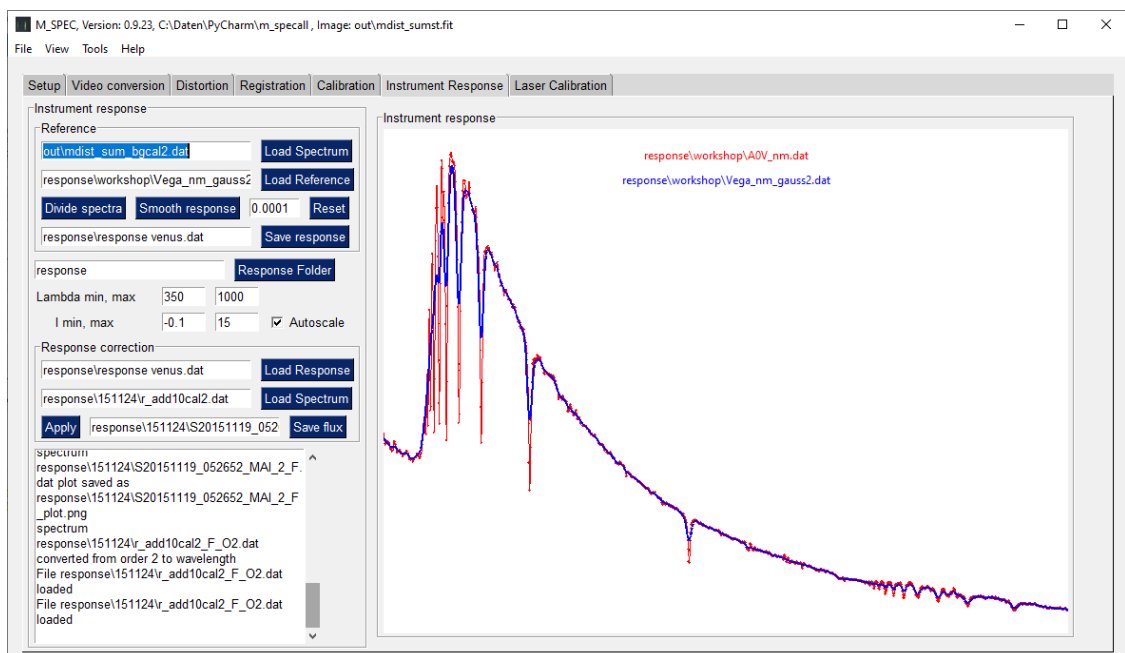 M_SPEC, Version: 0.9.23, C:\Daten\PyCharm\m_specall , Image: out\mdist_sumst.fit
File View Tools Help
Setup Video conversion Distortion Registration Calibration Instrument Response Laser Calibration
Instrument response
Reference
out\mdist_sum_bgcal2.dat Load Spectrum
response\workshop\Vega_nm_gauss2 Load Reference
Divide spectra Smooth response 0.0001 Reset
response\response venus.dat Save response
response Response Folder
Lambda min, max 350 1000
I min, max -0.1 15 Autoscale
Response correction
response\response venus.dat Load Response
response\151124\r_add10cal2.dat Load Spectrum
Apply response\151124\S20151119_052 Save flux
spectrum
response\151124\S20151119_052652_MAI_2_F.
dat plot saved as
response\151124\S20151119_052652_MAI_2_F
_plot.png
spectrum
response\151124\r_add10cal2_F_O2.dat
converted from order 2 to wavelength
File response\151124\r_add10cal2_F_O2.dat
loaded
File response\151124\r_add10cal2_F_O2.dat
loaded
Instrument response
response\workshop\A0V_nm.dat
response\workshop\Vega_nm_gauss2.dat